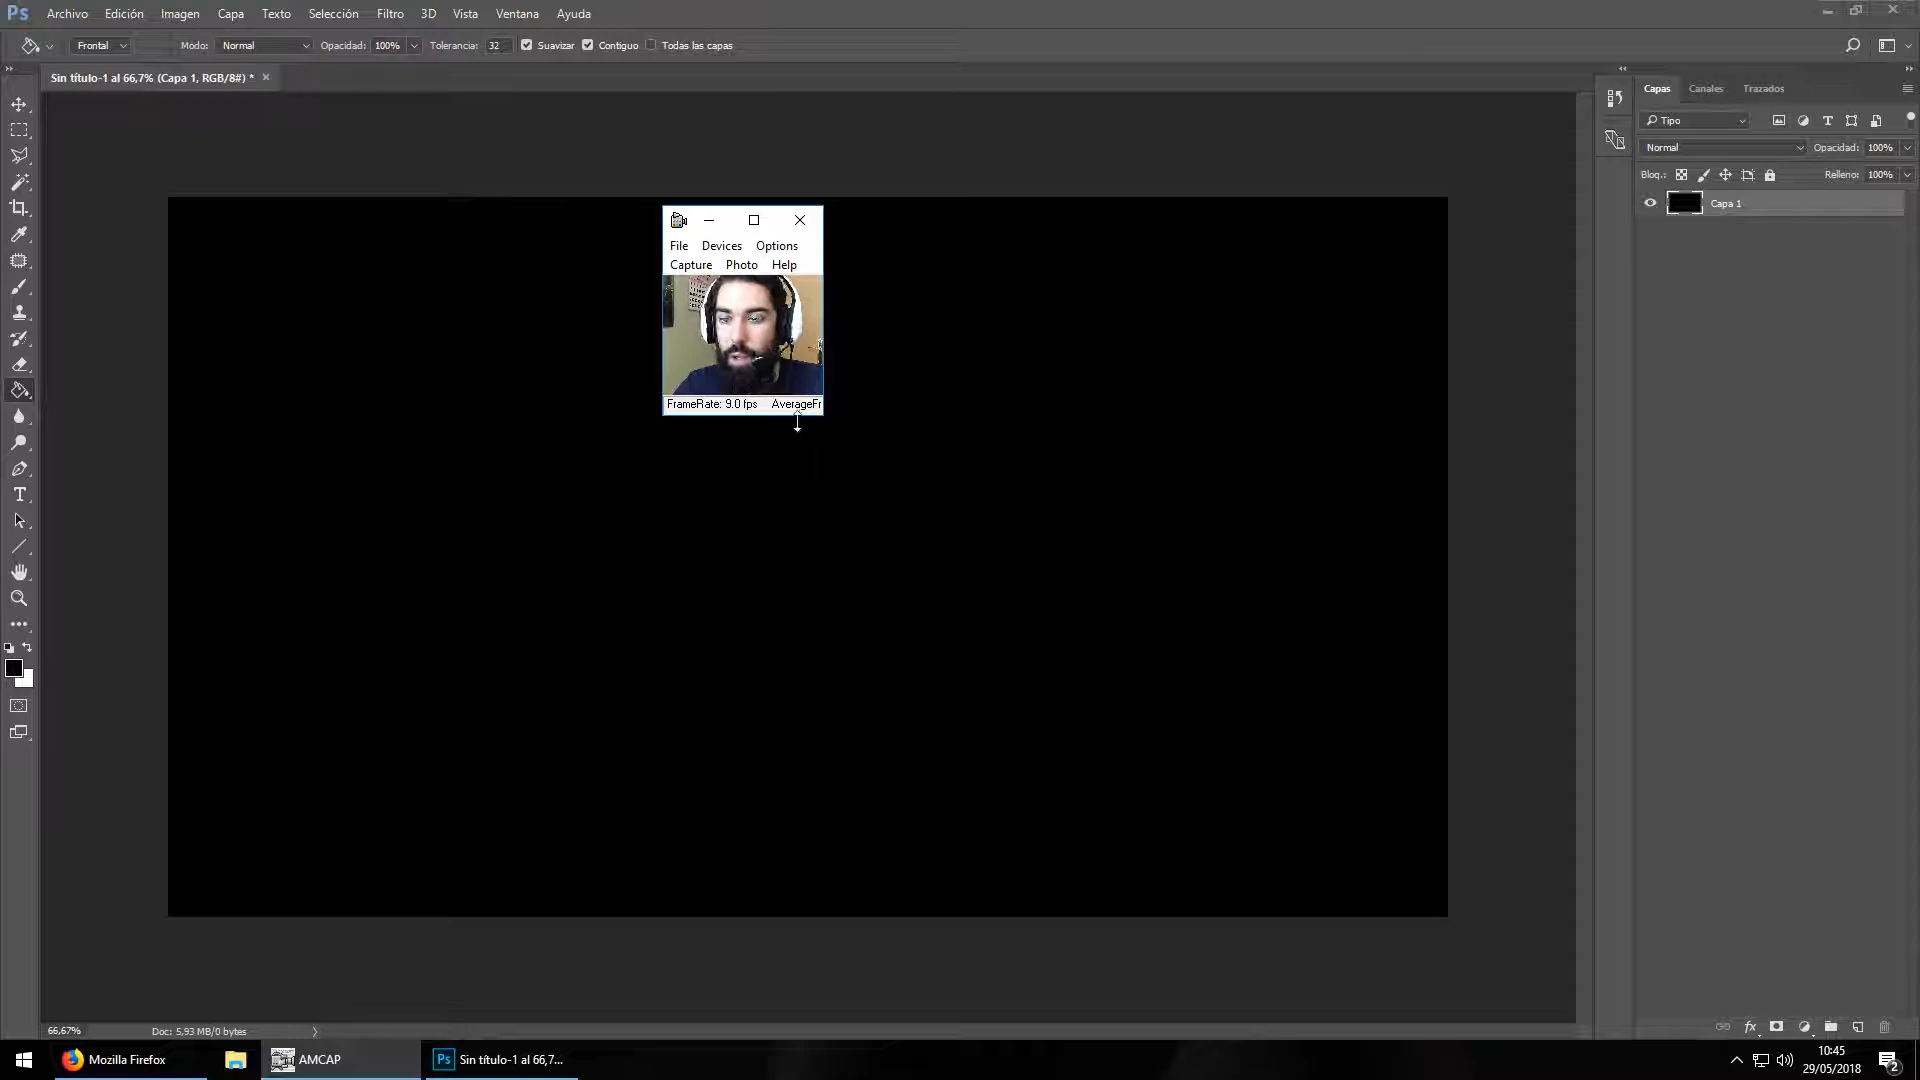 Ps Archivo Edición Imagen Capa Texto Selección Filtro 3D Vista Ventana Ayuda
Frontal Modo: Normal Opacidad: 100% Tolerancia: 32 Suavizar Contiguo Todas las capas
Sin título-1 al 66,7% (Capa 1, RGB/8#) * ×
Capas Canales Trazados
Tipo
Normal Opacidad: 100%
Bloq.: Relleno: 100%
Capa 1
File Devices Options
Capture Photo Help
FrameRate: 9.0 fps AverageFr
66,67% Doc: 5,93 MB/0 bytes
Mozilla Firefox AMCAP Ps Sin título-1 al 66,7...
10:45
29/05/2018
2